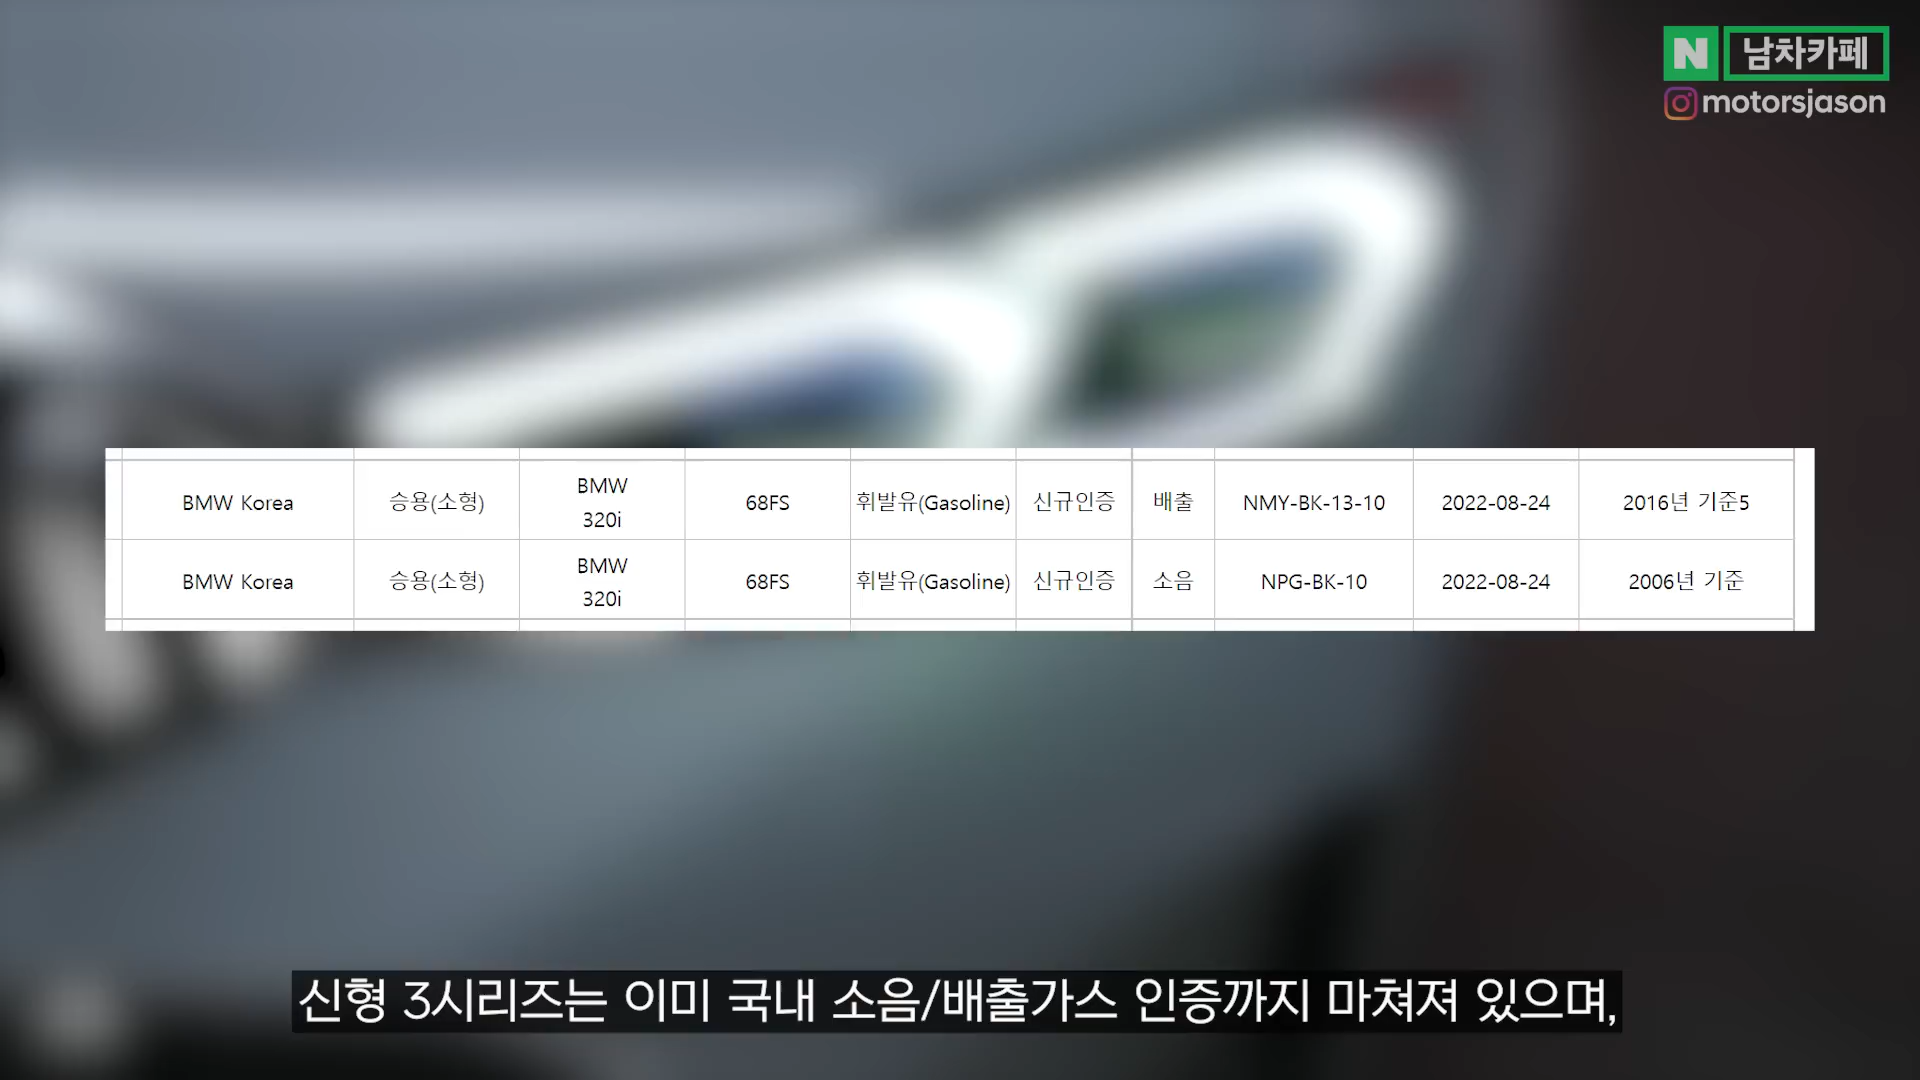 N 남차카페
motorsjason
BMW Korea 승용(소형) BMW 320i 68FS 휘발유(Gasoline) 신규인증 배출 NMY-BK-13-10 2022-08-24 2016년 기준5
BMW Korea 승용(소형) BMW 320i 68FS 휘발유(Gasoline) 신규인증 소음 NPG-BK-10 2022-08-24 2006년 기준
신형 3시리즈는 이미 국내 소음/배출가스 인증까지 마쳐져 있으며,